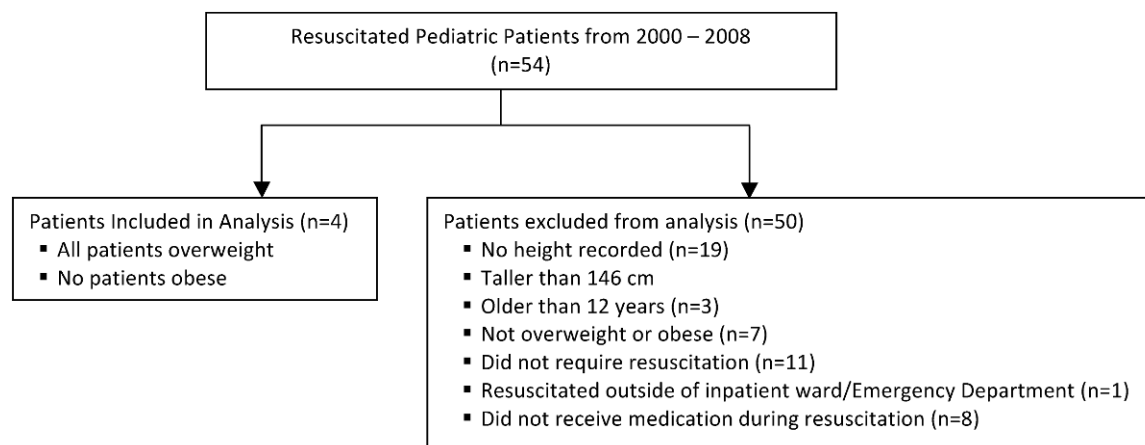 Resuscitated Pediatric Patients from 2000 – 2008
(n=54)
Patients Included in Analysis (n=4)
▪ All patients overweight
▪ No patients obese
Patients excluded from analysis (n=50)
▪ No height recorded (n=19)
▪ Taller than 146 cm
▪ Older than 12 years (n=3)
▪ Not overweight or obese (n=7)
▪ Did not require resuscitation (n=11)
▪ Resuscitated outside of inpatient ward/Emergency Department (n=1)
▪ Did not receive medication during resuscitation (n=8)